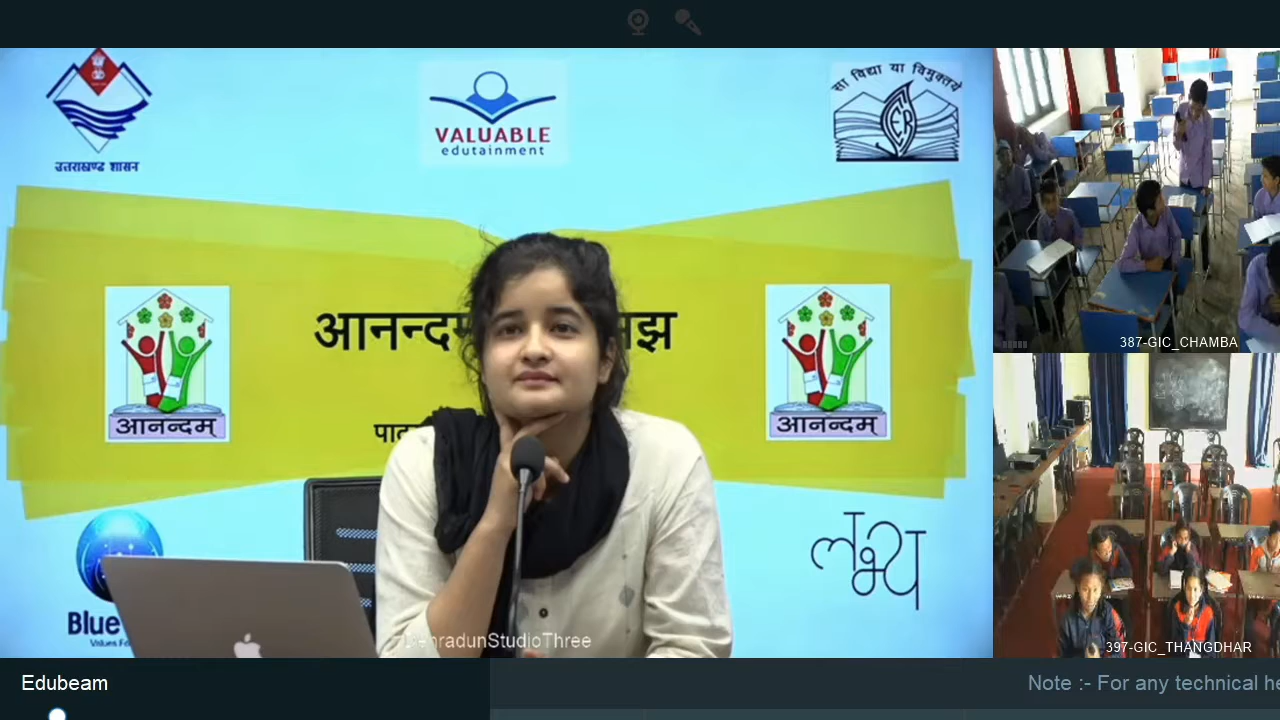 उत्तराखण्ड शासन
VALUABLE
edutainment
सा विद्या या विमुक्तये
आनन्दम्
आनन्दम्
आनन्दम्
Blue
DehradunStudioThree
387-GIC_CHAMBA
397-GIC_THANGDHAR
Edubeam
Note :- For any technical he